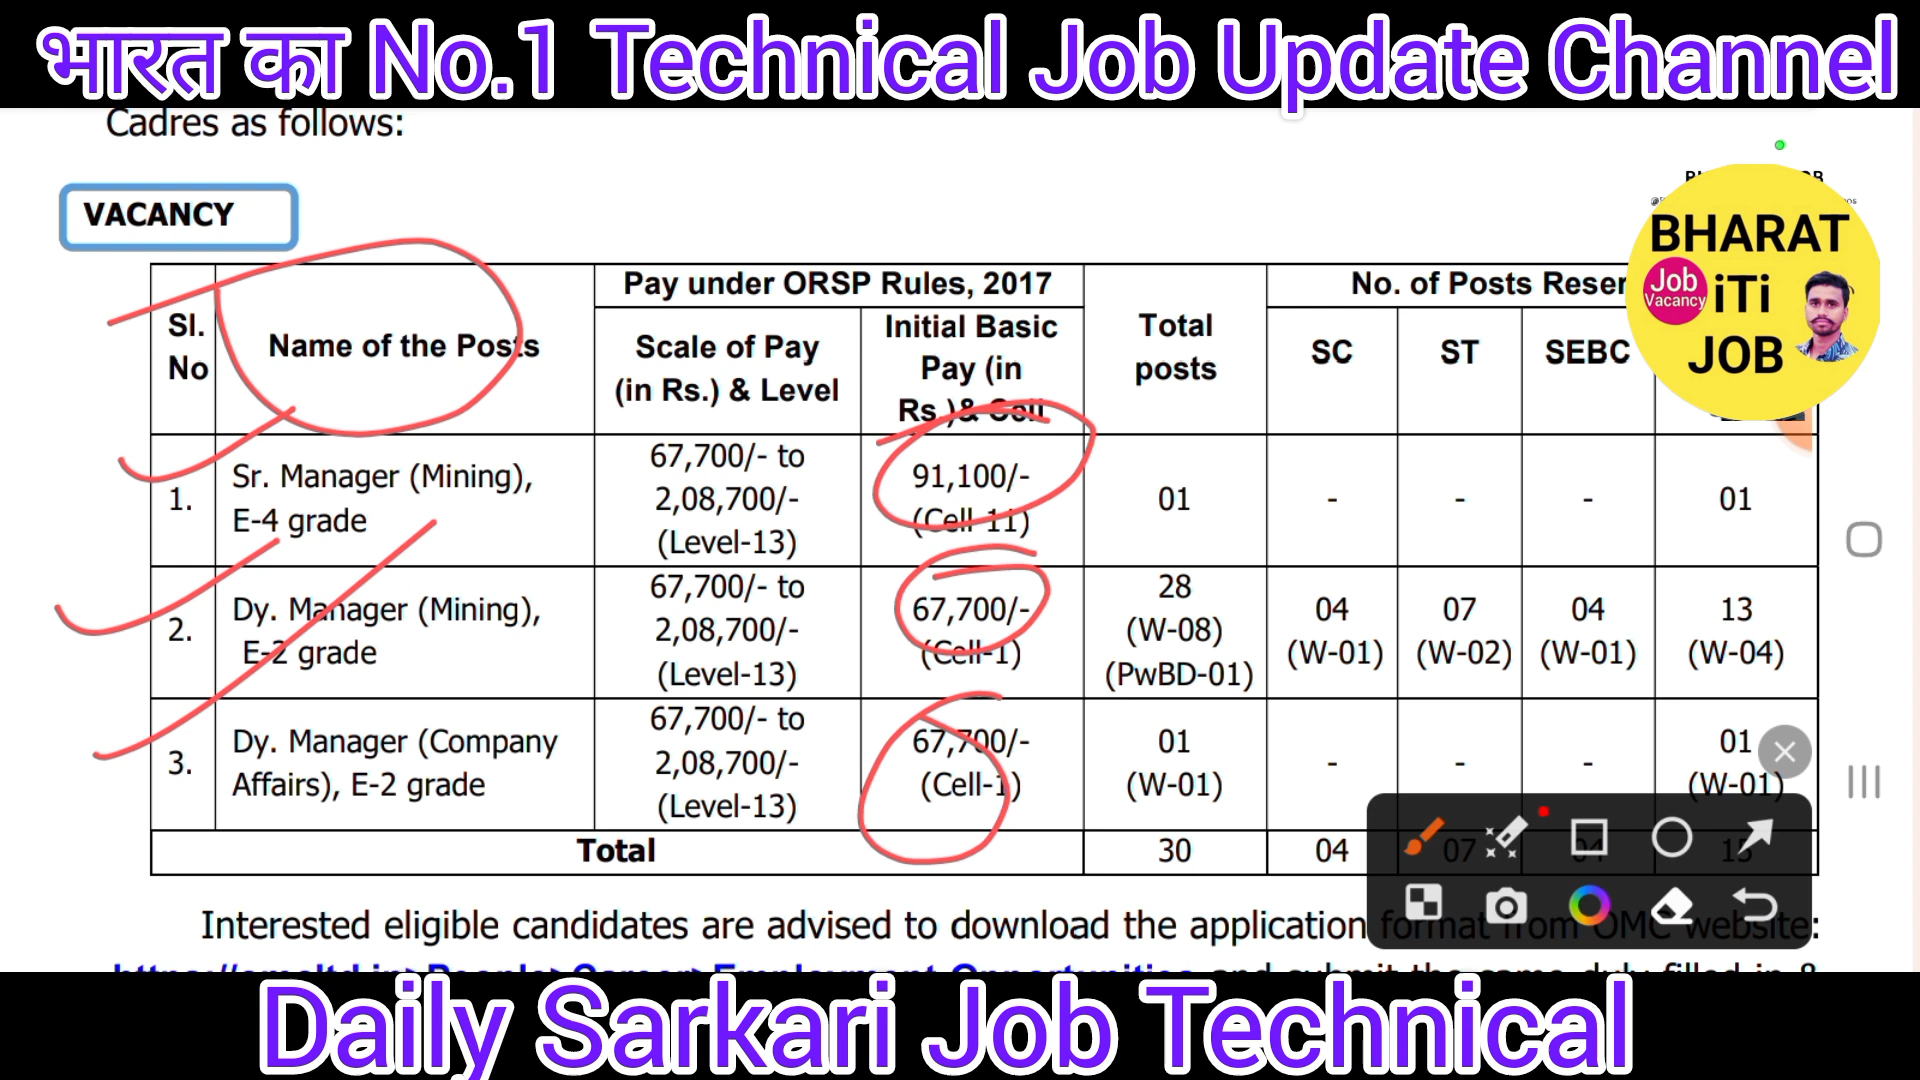 भारत का No.1 Technical Job Update Channel
Cadres as follows:
VACANCY
BHARAT
Job
Vacancy
iTi
JOB
Sl.
No
Name of the Posts
Pay under ORSP Rules, 2017
Scale of Pay
(in Rs.) & Level
Initial Basic
Pay (in
Rs.)& Cell
Total
posts
No. of Posts Reser
SC
ST
SEBC
1.
Sr. Manager (Mining),
E-4 grade
67,700/- to
2,08,700/-
(Level-13)
91,100/-
(Cell-11)
01
-
-
-
01
2.
Dy. Manager (Mining),
E-2 grade
67,700/- to
2,08,700/-
(Level-13)
67,700/-
(Cell-1)
28
(W-08)
(PwBD-01)
04
(W-01)
07
(W-02)
04
(W-01)
13
(W-04)
3.
Dy. Manager (Company
Affairs), E-2 grade
67,700/- to
2,08,700/-
(Level-13)
67,700/-
(Cell-1)
01
(W-01)
-
-
-
01
(W-01)
Total
30
04
07
04
15
Interested eligible candidates are advised to download the application format from OMC website:
Daily Sarkari Job Technical